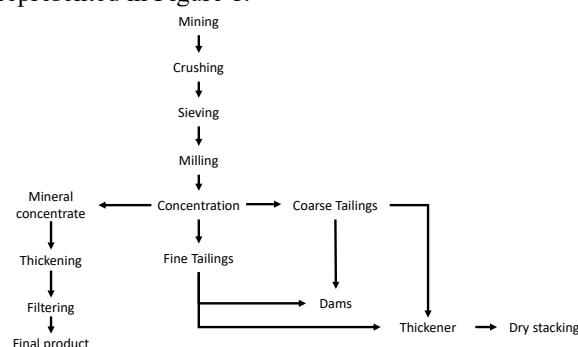 represented in Figure 1.
Mining
Crushing
Sieving
Milling
Mineral
concentrate
Concentration
Coarse Tailings
Thickening
Fine Tailings
Filtering
Dams
Thickener
Dry stacking
Final product